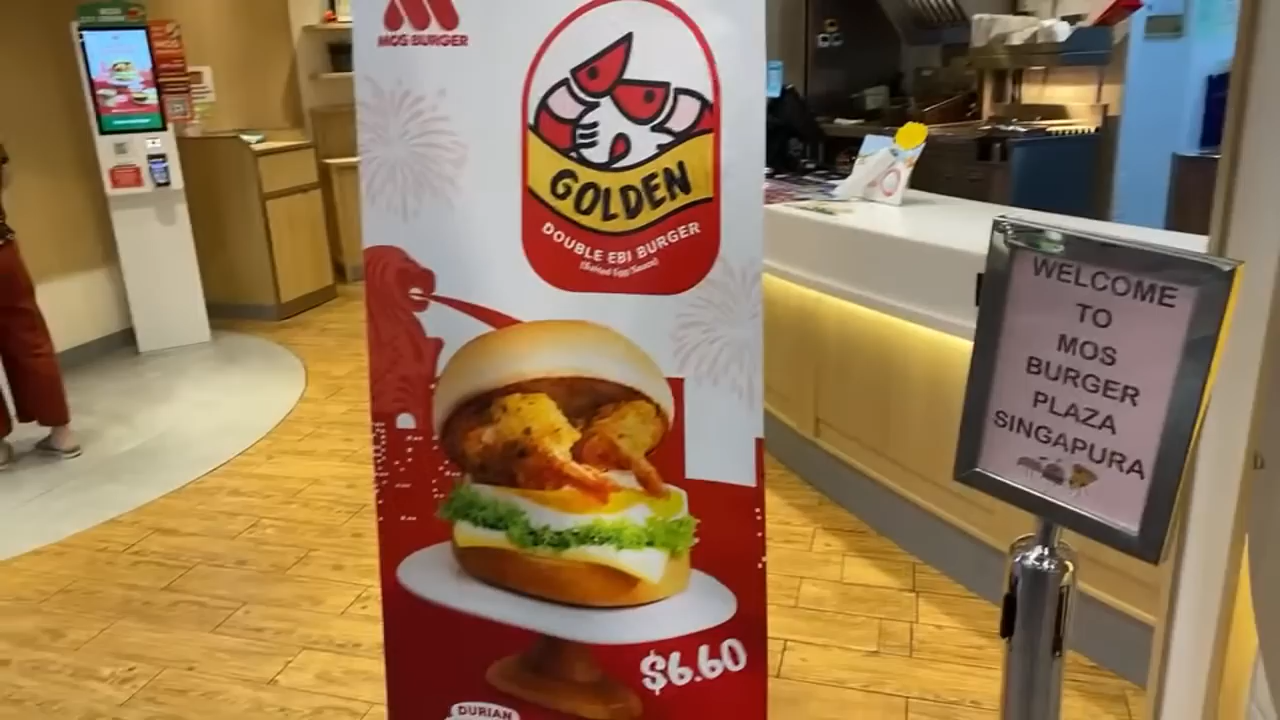 MOS BURGER
GOLDEN
DOUBLE EBI BURGER
(Salted Egg Sauce)
$6.60
DURIAN
WELCOME
TO
MOS
BURGER
PLAZA
SINGAPURA